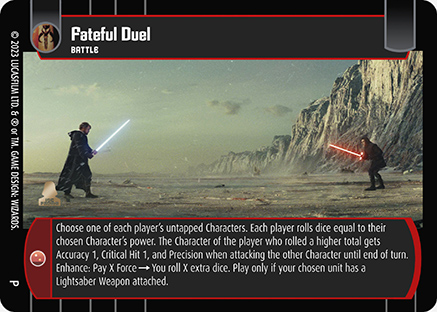 Fateful Duel
BATTLE
© 2023 LUCASFILM LTD. & ® or TM. GAME DESIGN: WIZARDS.
P
Choose one of each player's untapped Characters. Each player rolls dice equal to their
chosen Character's power. The Character of the player who rolled a higher total gets
Accuracy 1, Critical Hit 1, and Precision when attacking the other Character until end of turn.
Enhance: Pay X Force → You roll X extra dice. Play only if your chosen unit has a
Lightsaber Weapon attached.